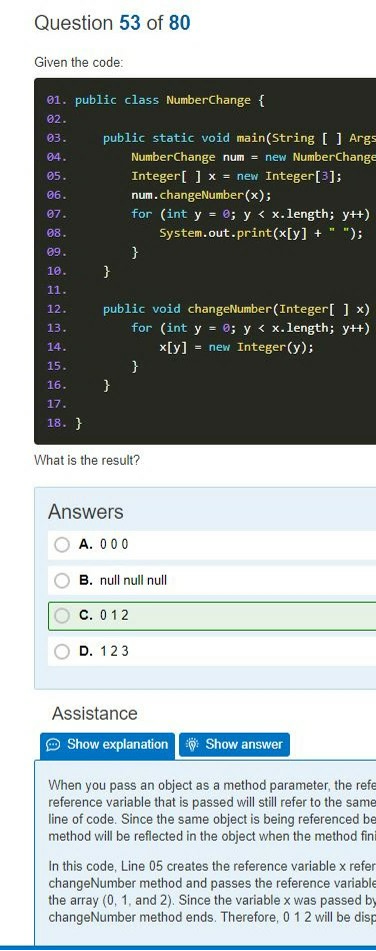 Question 53 of 80
Given the code:
01. public class NumberChange {
02.
03. public static void main(String [ ] Args
04. NumberChange num = new NumberChange
05. Integer[ ] x = new Integer[3];
06. num.changeNumber(x);
07. for (int y = 0; y < x.length; y++)
08. System.out.print(x[y] + " ");
09. }
10. }
11.
12. public void changeNumber(Integer[ ] x)
13. for (int y = 0; y < x.length; y++)
14. x[y] = new Integer(y);
15. }
16. }
17.
18. }
What is the result?
Answers
A. 0 0 0
B. null null null
C. 0 1 2
D. 1 2 3
Assistance
Show explanation Show answer
When you pass an object as a method parameter, the refe
reference variable that is passed will still refer to the same
line of code. Since the same object is being referenced be
method will be reflected in the object when the method fini
In this code, Line 05 creates the reference variable x refer
changeNumber method and passes the reference variable
the array (0, 1, and 2). Since the variable x was passed by
changeNumber method ends. Therefore, 0 1 2 will be disp